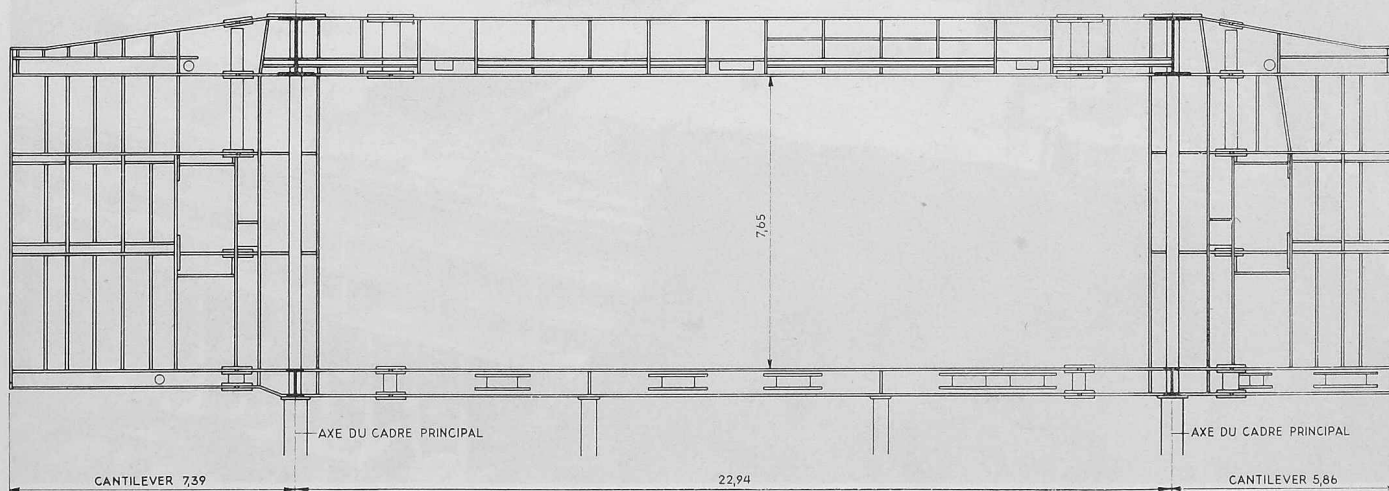 7,65
AXE DU CADRE PRINCIPAL
AXE DU CADRE PRINCIPAL
CANTILEVER 7,39
22,94
CANTILEVER 5,86